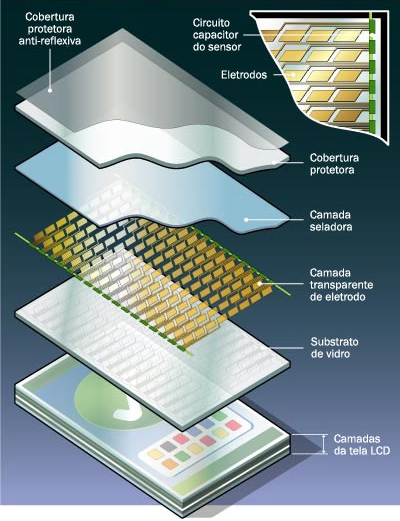 Cobertura
protetora
anti-reflexiva
Circuito
capacitor
do sensor
Eletrodos
Cobertura
protetora
Camada
seladora
Camada
transparente
de eletrodo
Substrato
de vidro
Camadas
da tela LCD